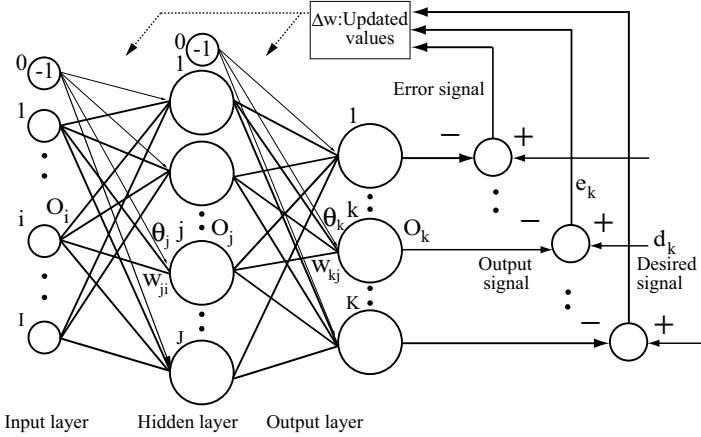 Δw:Updated
values
0
-1
0
-1
1
Error signal
1
1
−
+
O_i
i
θ_j
j
O_j
θ_k
k
O_k
e_k
−
+
w_ji
w_kj
Output
signal
d_k
Desired
signal
I
J
K
−
+
Input layer
Hidden layer
Output layer